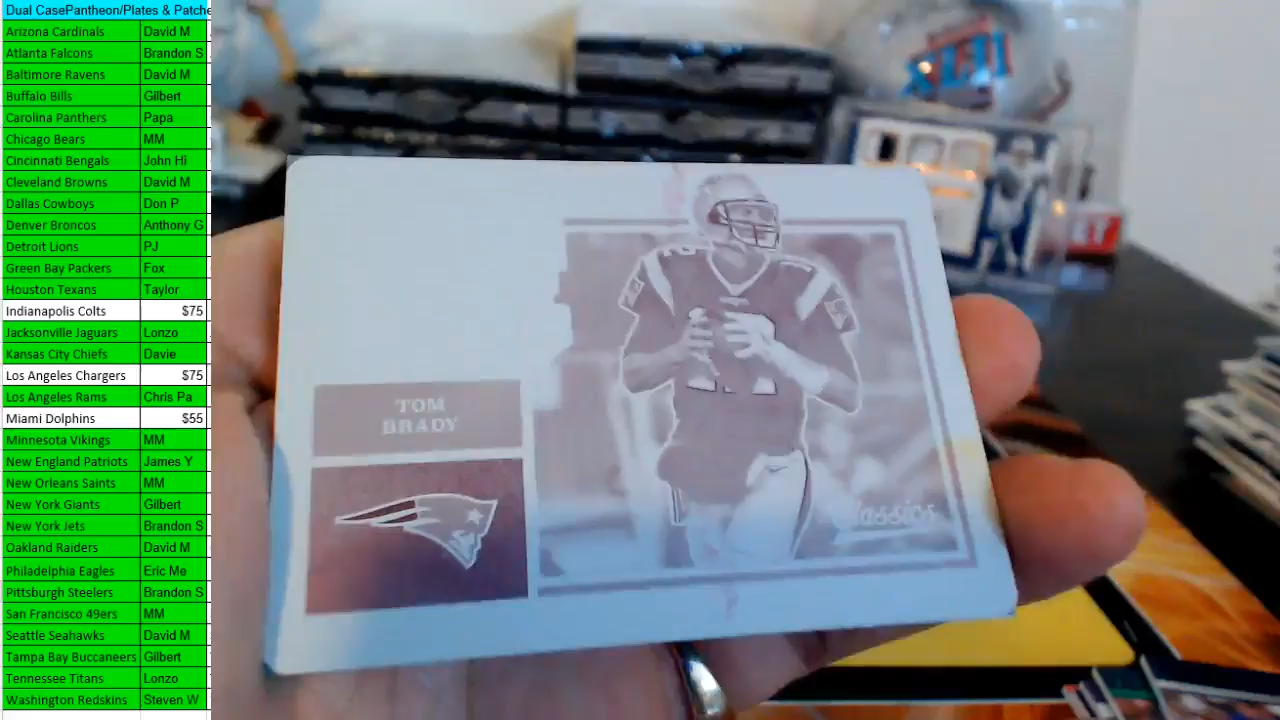 Dual CasePantheon/Plates & Patche
Arizona Cardinals David M
Atlanta Falcons Brandon S
Baltimore Ravens David M
Buffalo Bills Gilbert
Carolina Panthers Papa
Chicago Bears MM
Cincinnati Bengals John Hi
Cleveland Browns David M
Dallas Cowboys Don P
Denver Broncos Anthony G
Detroit Lions PJ
Green Bay Packers Fox
Houston Texans Taylor
Indianapolis Colts $75
Jacksonville Jaguars Lonzo
Kansas City Chiefs Davie
Los Angeles Chargers $75
Los Angeles Rams Chris Pa
Miami Dolphins $55
Minnesota Vikings MM
New England Patriots James Y
New Orleans Saints MM
New York Giants Gilbert
New York Jets Brandon S
Oakland Raiders David M
Philadelphia Eagles Eric Me
Pittsburgh Steelers Brandon S
San Francisco 49ers MM
Seattle Seahawks David M
Tampa Bay Buccaneers Gilbert
Tennessee Titans Lonzo
Washington Redskins Steven W
XLII
TOM
BRADY